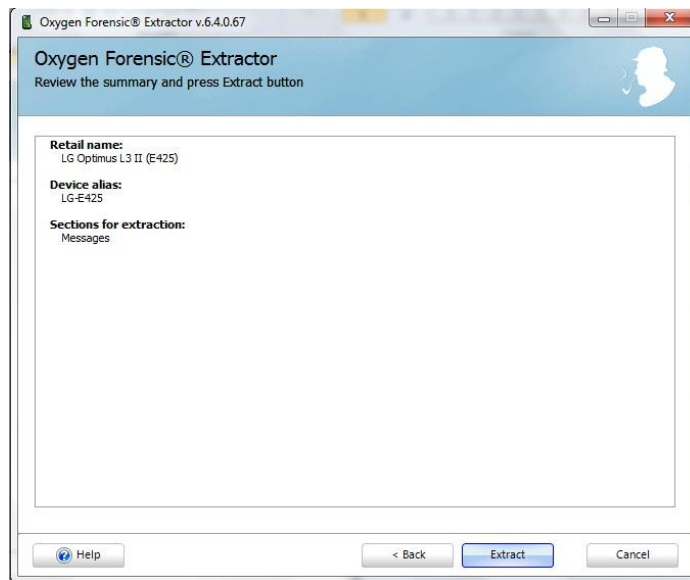 Oxygen Forensic® Extractor v.6.4.0.67
Oxygen Forensic® Extractor
Review the summary and press Extract button
Retail name:
LG Optimus L3 II (E425)
Device alias:
LG-E425
Sections for extraction:
Messages
Help
< Back
Extract
Cancel